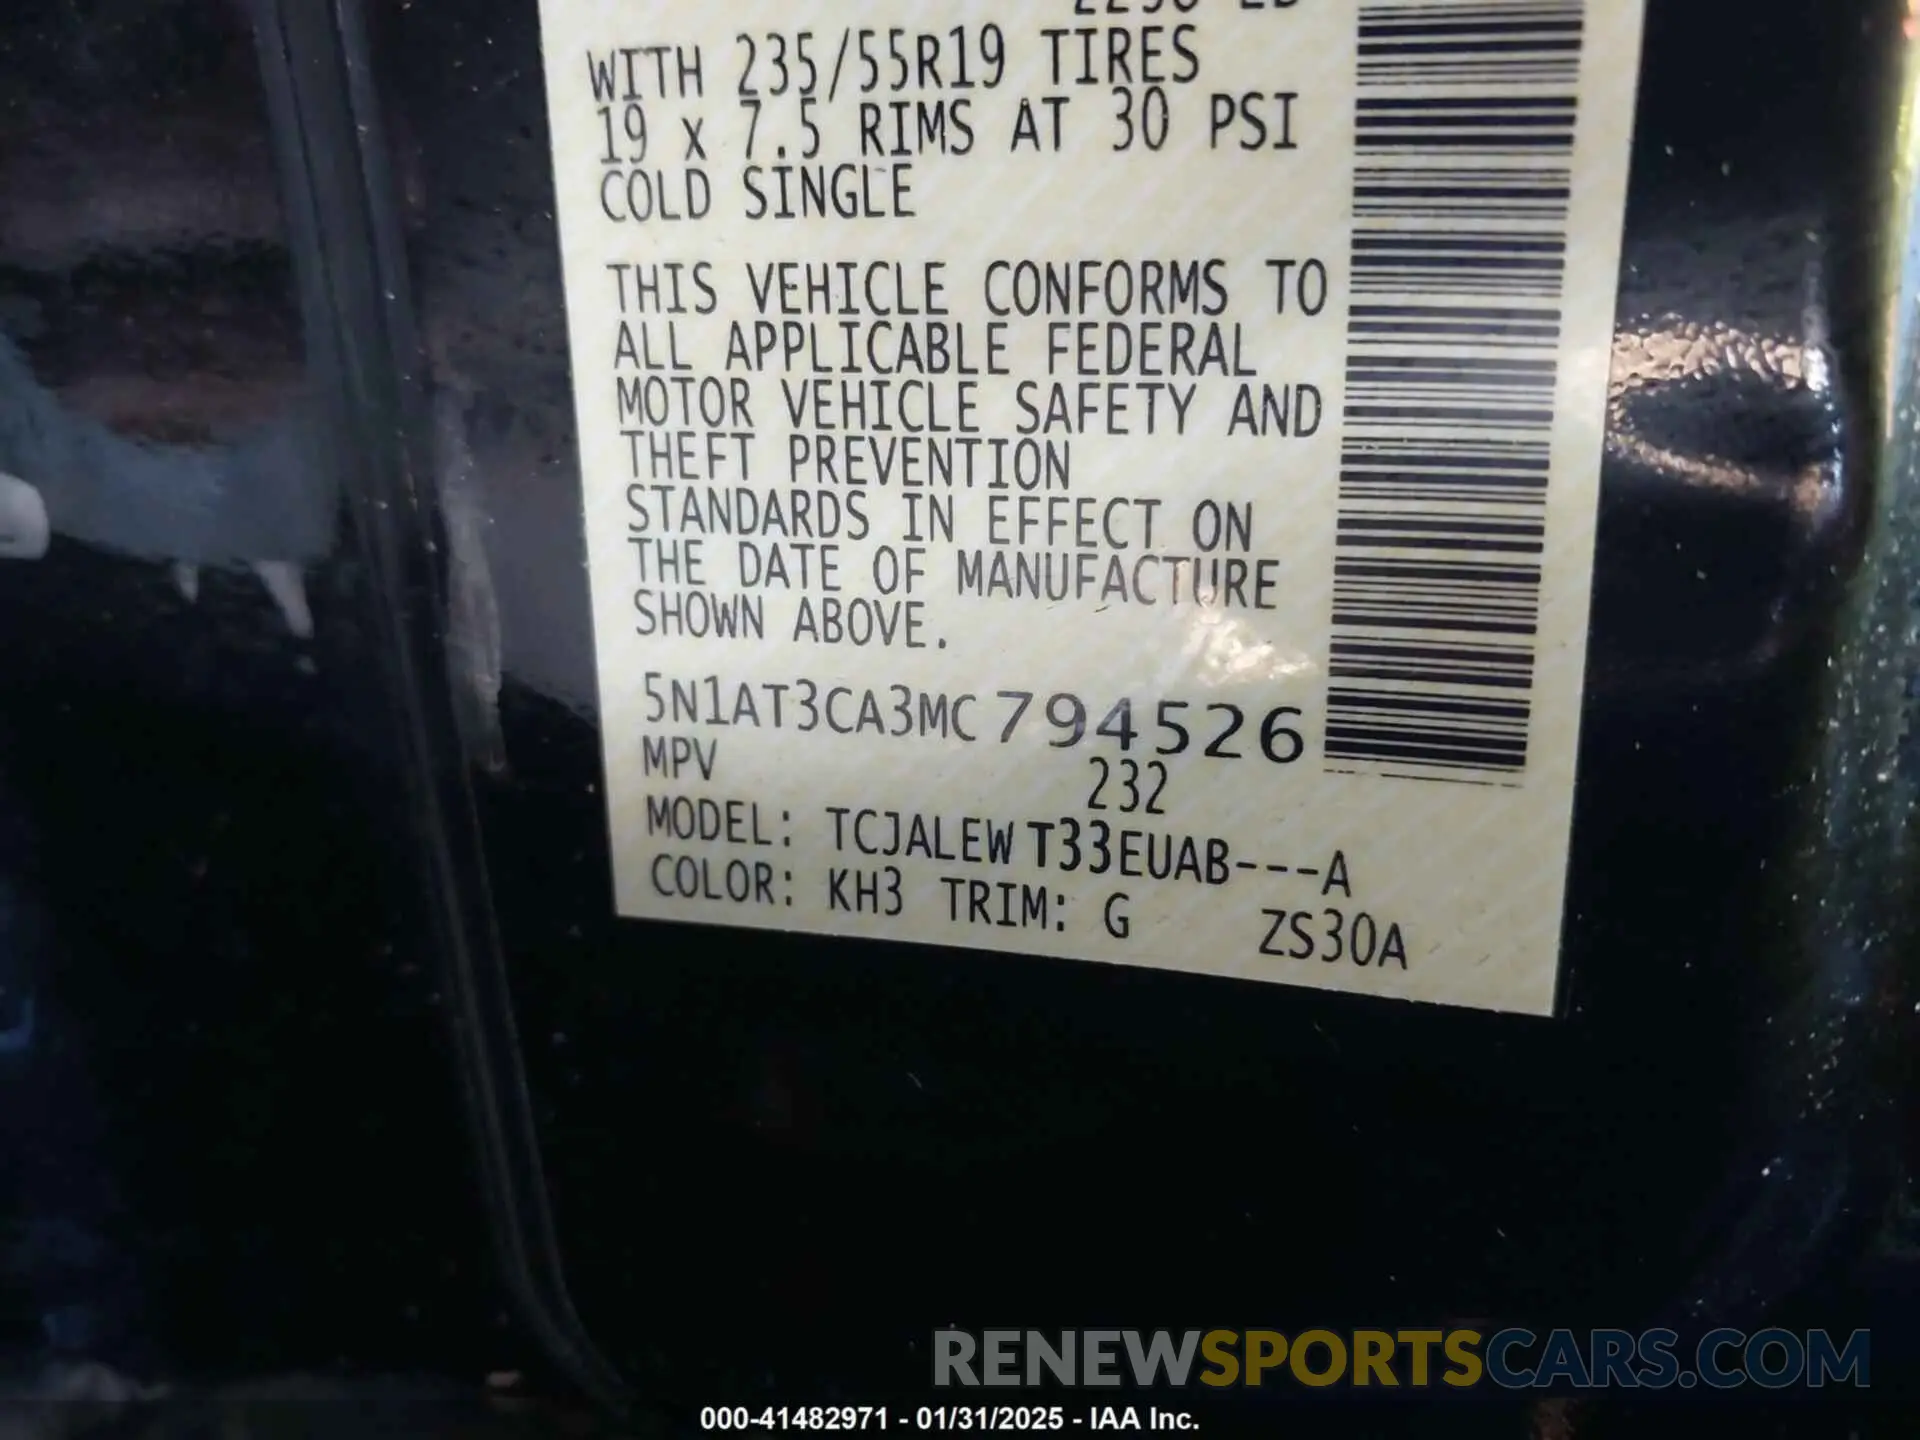 WITH 235/55R19 TIRES
19 x 7.5 RIMS AT 30 PSI
COLD SINGLE
THIS VEHICLE CONFORMS TO
ALL APPLICABLE FEDERAL
MOTOR VEHICLE SAFETY AND
THEFT PREVENTION
STANDARDS IN EFFECT ON
THE DATE OF MANUFACTURE
SHOWN ABOVE.
5N1AT3CA3MC794526
MPV 232
MODEL: TCJALEW T33EUAB---A
COLOR: KH3 TRIM: G ZS30A
RENEWSPORTSCARS.COM
000-41482971 - 01/31/2025 - IAA Inc.